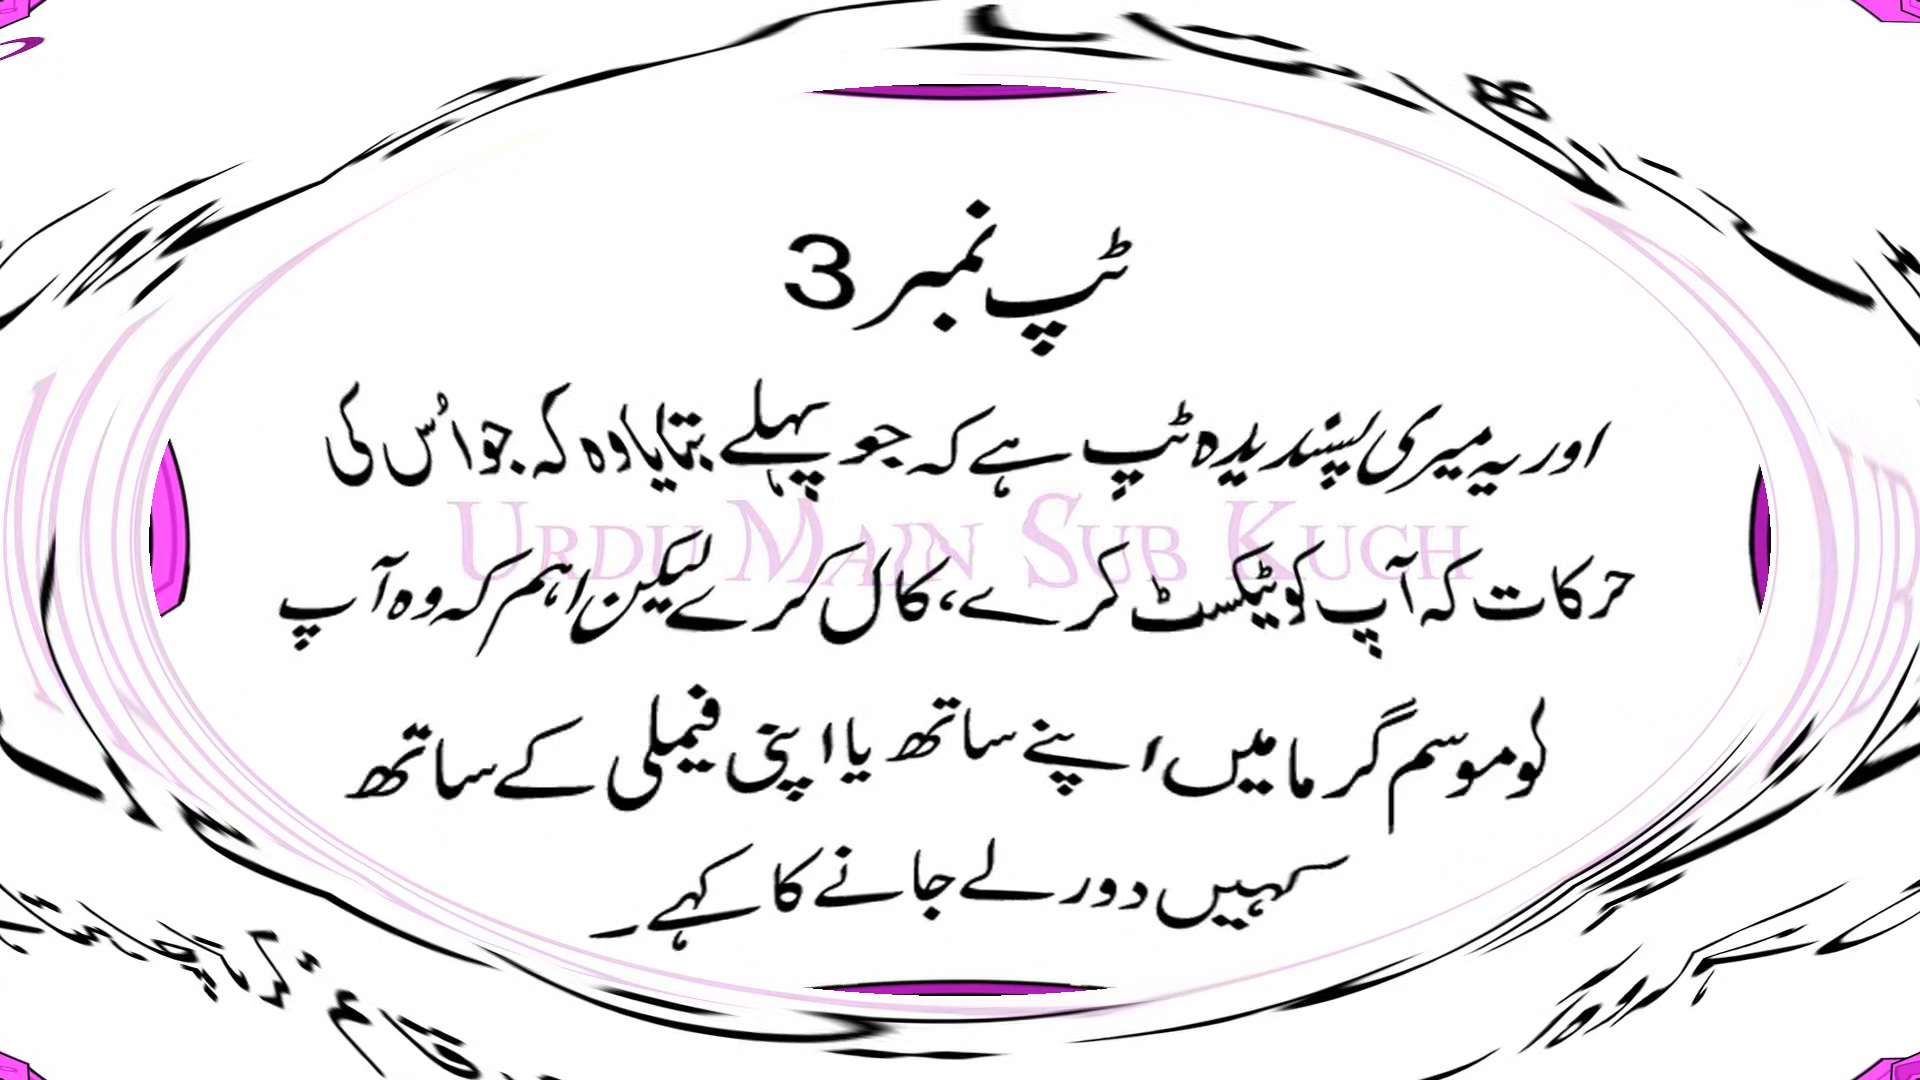 ٹپ نمبر 3
اور یہ میری پسندیدہ ٹپ ہے کہ جو پہلے بتایا وہ کہ جو اُس کی
Urdu Main Sub Kuch
حرکات کہ آپ کو ٹیکسٹ کرے، کال کرے لیکن اہم کہ وہ آپ
کو موسم گرما میں اپنے ساتھ یا اپنی فیملی کے ساتھ
کہیں دور لے جانے کا کہے۔